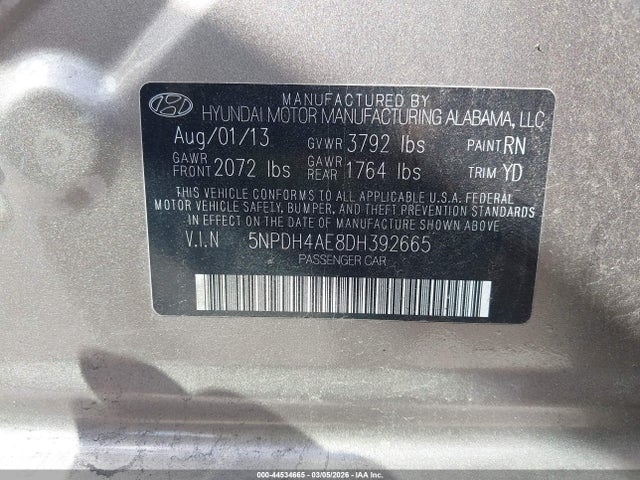 MANUFACTURED BY
HYUNDAI MOTOR MANUFACTURING ALABAMA, LLC
Aug/01/13 GVWR 3792 lbs PAINT RN
GAWR FRONT 2072 lbs GAWR REAR 1764 lbs TRIM YD
THIS VEHICLE CONFORMS TO ALL APPLICABLE U.S.A. FEDERAL
MOTOR VEHICLE SAFETY, BUMPER, AND THEFT PREVENTION STANDARDS
IN EFFECT ON THE DATE OF MANUFACTURE SHOWN ABOVE.
V.I.N 5NPDH4AE8DH392665
PASSENGER CAR
000-44534665 - 03/05/2026 - IAA Inc.